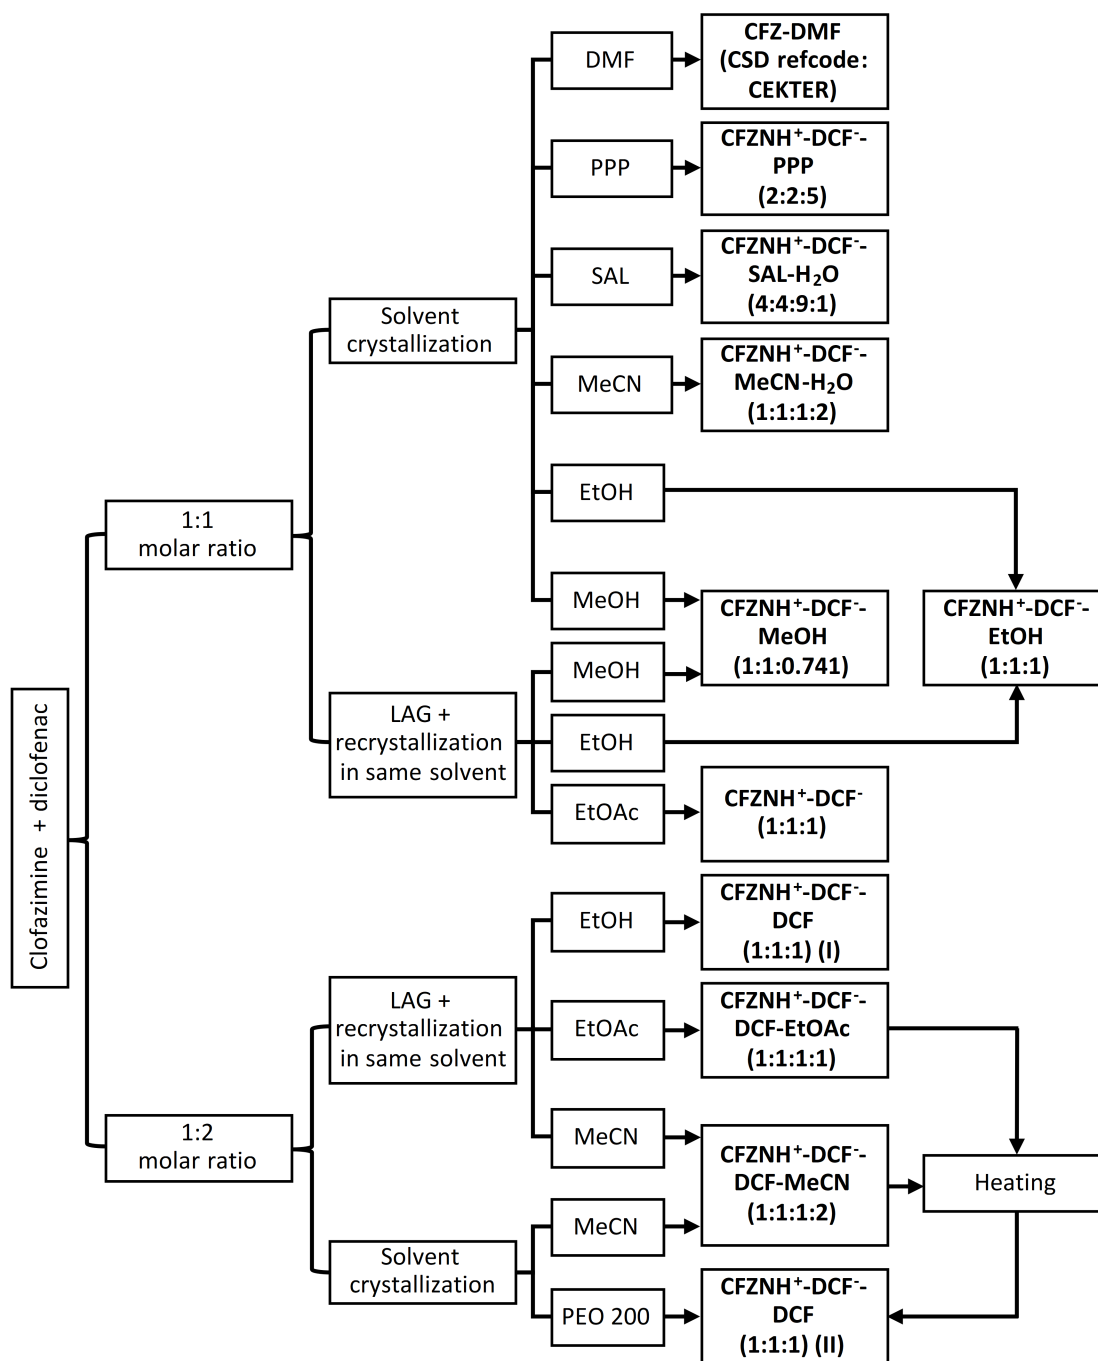 Clofazimine + diclofenac
1:1
molar ratio
Solvent
crystallization
DMF
CFZ-DMF
(CSD refcode:
CEKTER)
PPP
CFZNH⁺-DCF⁻-
PPP
(2:2:5)
SAL
CFZNH⁺-DCF⁻-
SAL-H₂O
(4:4:9:1)
MeCN
CFZNH⁺-DCF⁻-
MeCN-H₂O
(1:1:1:2)
EtOH
MeOH
CFZNH⁺-DCF⁻-
MeOH
(1:1:0.741)
CFZNH⁺-DCF⁻-
EtOH
(1:1:1)
LAG +
recrystallization
in same solvent
MeOH
EtOH
EtOAc
CFZNH⁺-DCF⁻
(1:1:1)
1:2
molar ratio
LAG +
recrystallization
in same solvent
EtOH
CFZNH⁺-DCF⁻-
DCF
(1:1:1) (I)
EtOAc
CFZNH⁺-DCF⁻-
DCF-EtOAc
(1:1:1:1)
MeCN
CFZNH⁺-DCF⁻-
DCF-MeCN
(1:1:1:2)
Heating
Solvent
crystallization
MeCN
PEO 200
CFZNH⁺-DCF⁻-
DCF
(1:1:1) (II)